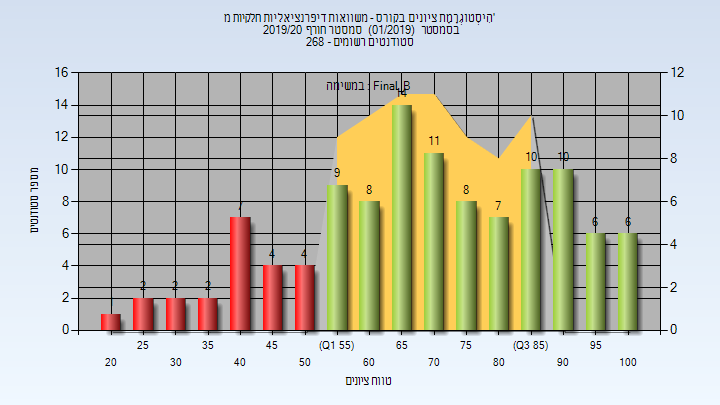 היסטוגרמת ציונים בקורס - משוואות דיפרנציאליות חלקיות מ'
בסמסטר (01/2019) סמסטר חורף 2019/20
סטודנטים רשומים - 268
במשימה : Final_B
מספר סטודונטים
16 14 12 10 8 6 4 2 0
12 10 8 6 4 2 0
1 2 2 2 7 4 4 9 8 14 11 8 7 10 10 6 6
25 35 45 (Q1 55) 65 75 (Q3 85) 95
20 30 40 50 60 70 80 90 100
טווח ציונים